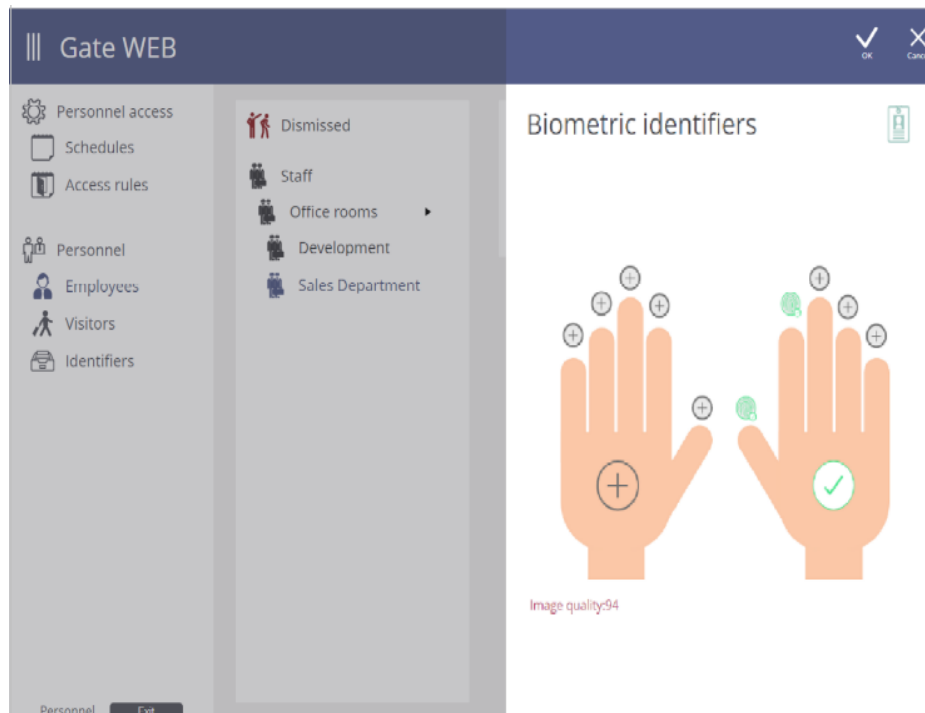 Gate WEB
OK
Cance
Personnel access
Schedules
Access rules
Personnel
Employees
Visitors
Identifiers
Dismissed
Staff
Office rooms
Development
Sales Department
Biometric identifiers
Image quality:94
Personnel
Exit